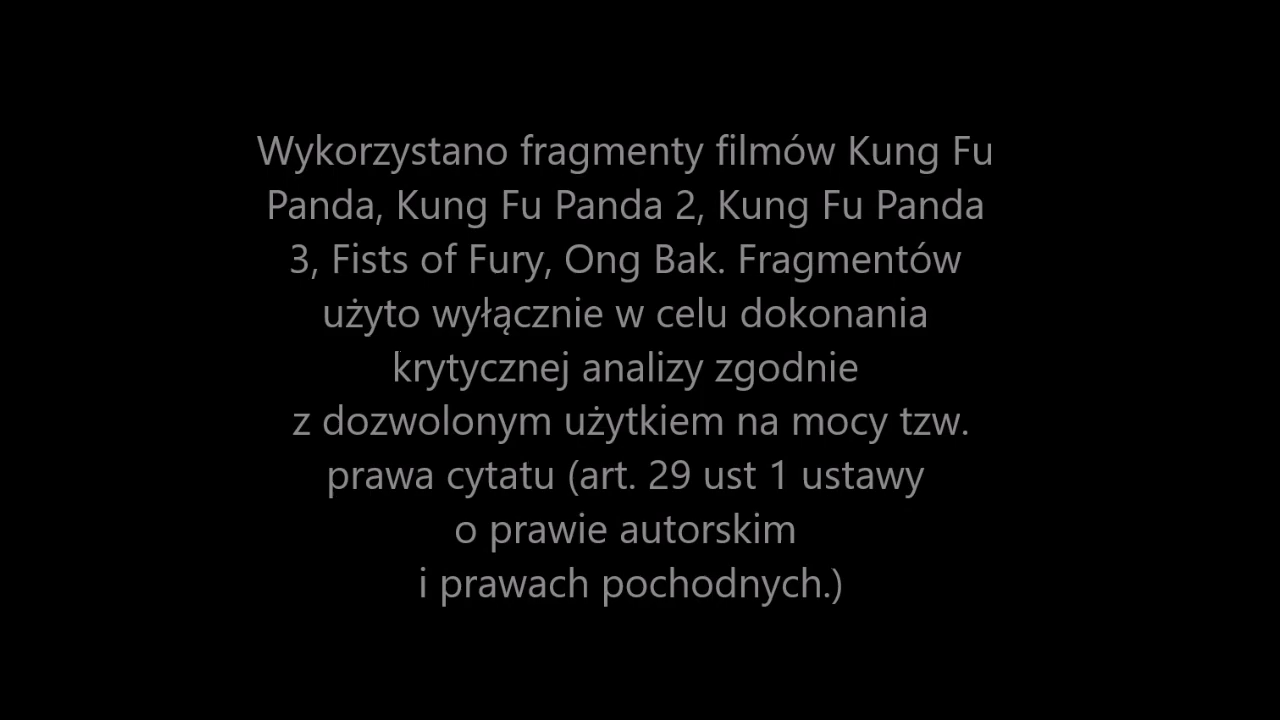 Wykorzystano fragmenty filmów Kung Fu
Panda, Kung Fu Panda 2, Kung Fu Panda
3, Fists of Fury, Ong Bak. Fragmentów
użyto wyłącznie w celu dokonania
krytycznej analizy zgodnie
z dozwolonym użytkiem na mocy tzw.
prawa cytatu (art. 29 ust 1 ustawy
o prawie autorskim
i prawach pochodnych.)